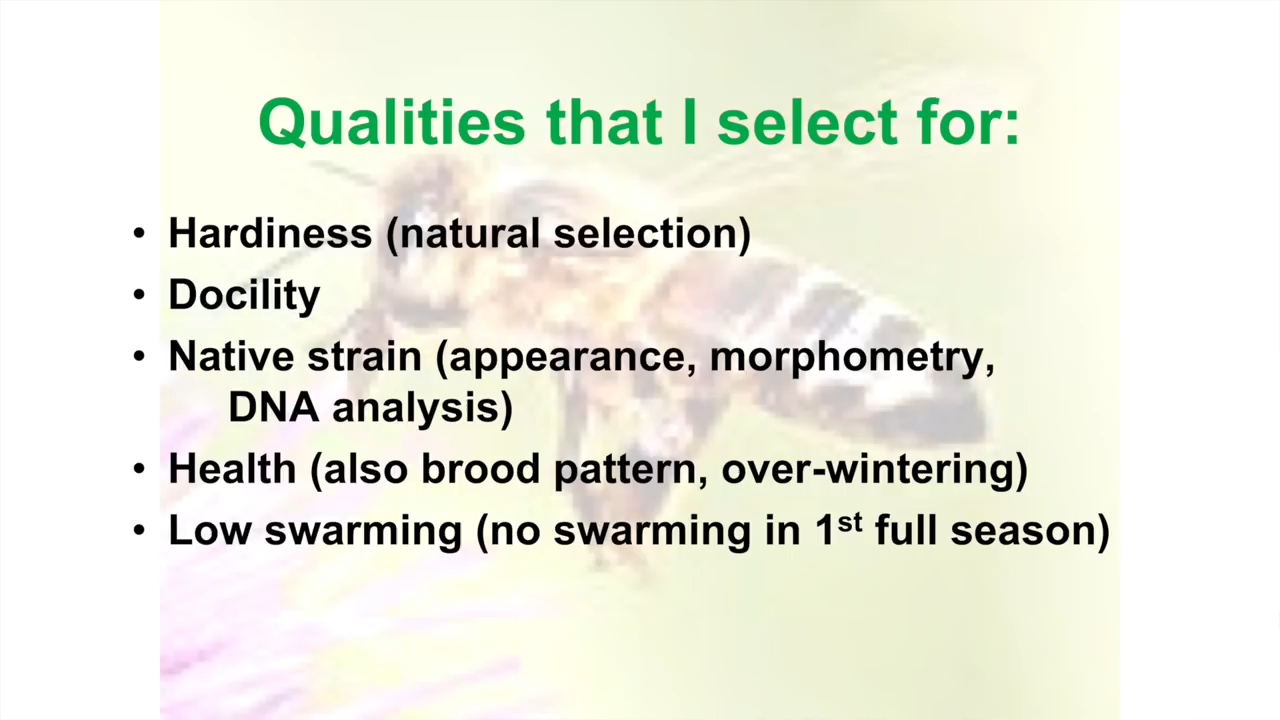 Qualities that I select for:
• Hardiness (natural selection)
• Docility
• Native strain (appearance, morphometry,
DNA analysis)
• Health (also brood pattern, over-wintering)
• Low swarming (no swarming in 1st full season)